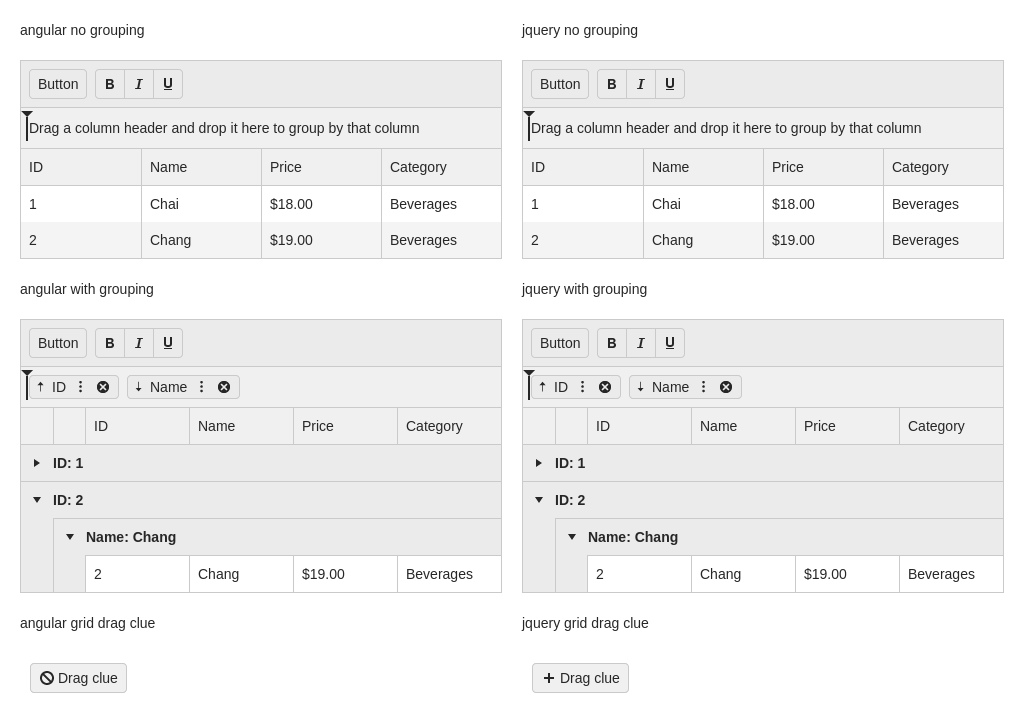 angular no grouping
Button B I U
Drag a column header and drop it here to group by that column
ID Name Price Category
1 Chai $18.00 Beverages
2 Chang $19.00 Beverages
jquery no grouping
Button B I U
Drag a column header and drop it here to group by that column
ID Name Price Category
1 Chai $18.00 Beverages
2 Chang $19.00 Beverages
angular with grouping
Button B I U
ID Name
ID Name Price Category
ID: 1
ID: 2
Name: Chang
2 Chang $19.00 Beverages
jquery with grouping
Button B I U
ID Name
ID Name Price Category
ID: 1
ID: 2
Name: Chang
2 Chang $19.00 Beverages
angular grid drag clue
Drag clue
jquery grid drag clue
Drag clue